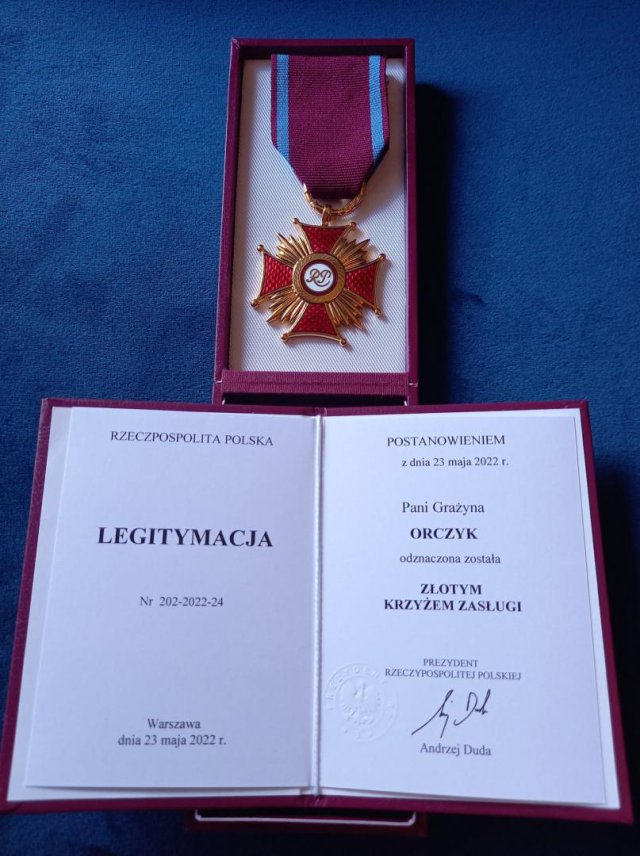 RP
RZECZPOSPOLITA POLSKA
LEGITYMACJA
Nr 202-2022-24
Warszawa
dnia 23 maja 2022 r.
POSTANOWIENIEM
z dnia 23 maja 2022 r.
Pani Grażyna
ORCZYK
odznaczona została
ZŁOTYM
KRZYŻEM ZASŁUGI
PREZYDENT
RZECZYPOSPOLITEJ POLSKIEJ
Andrzej Duda